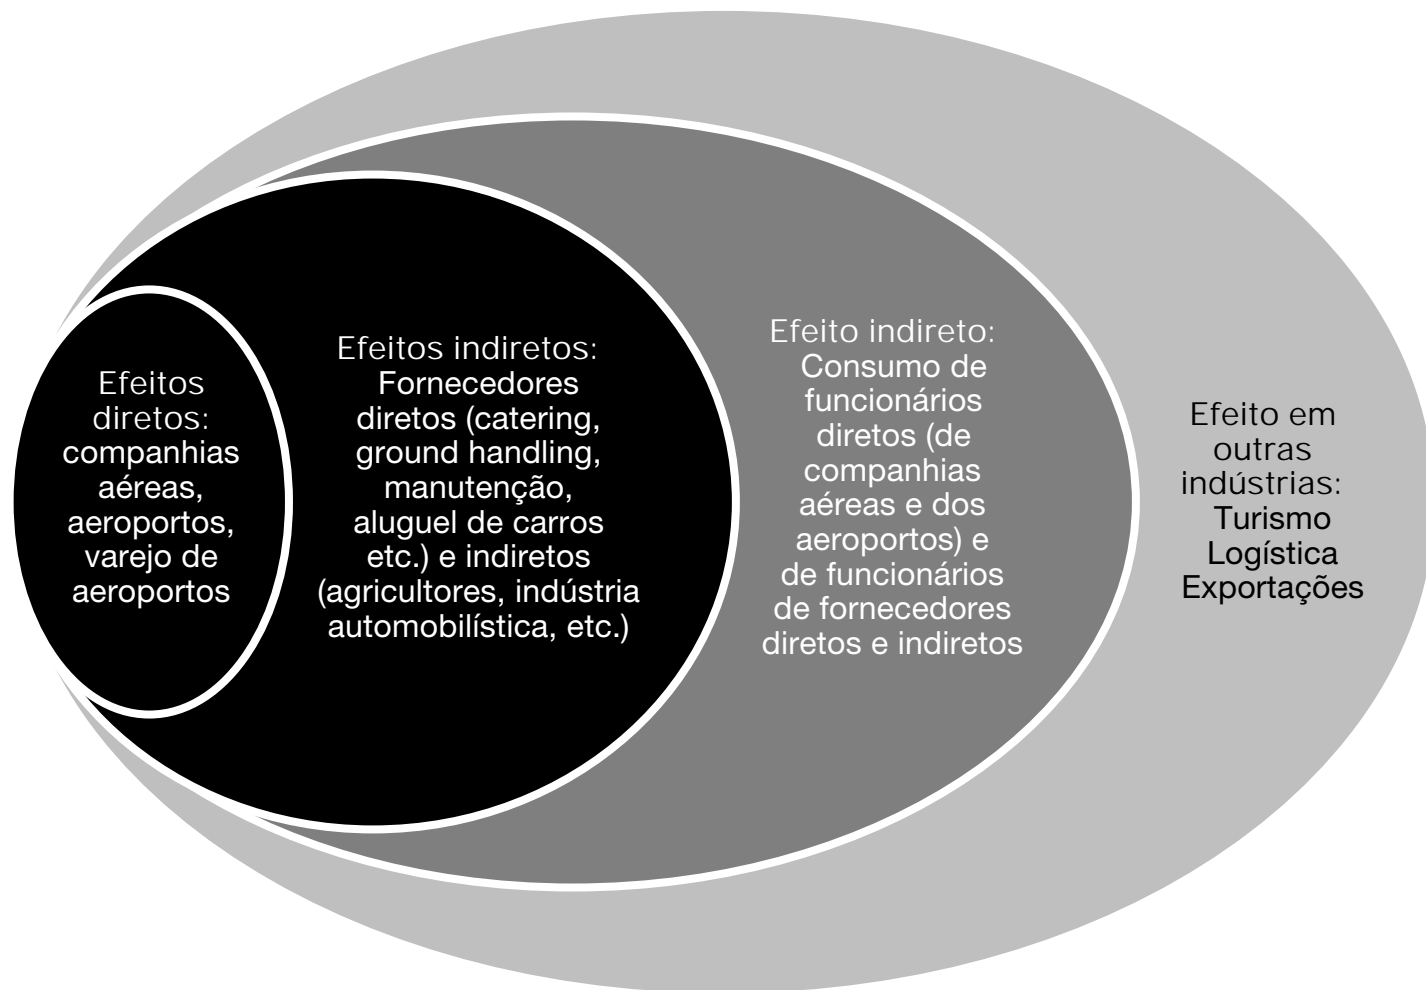 Efeitos
diretos:
companhias
aéreas,
aeroportos,
varejo de
aeroportos
Efeitos indiretos:
Fornecedores
diretos (catering,
ground handling,
manutenção,
aluguel de carros
etc.) e indiretos
(agricultores, indústria
automobilística, etc.)
Efeito indireto:
Consumo de
funcionários
diretos (de
companhias
aéreas e dos
aeroportos) e
de funcionários
de fornecedores
diretos e indiretos
Efeito em
outras
indústrias:
Turismo
Logística
Exportações